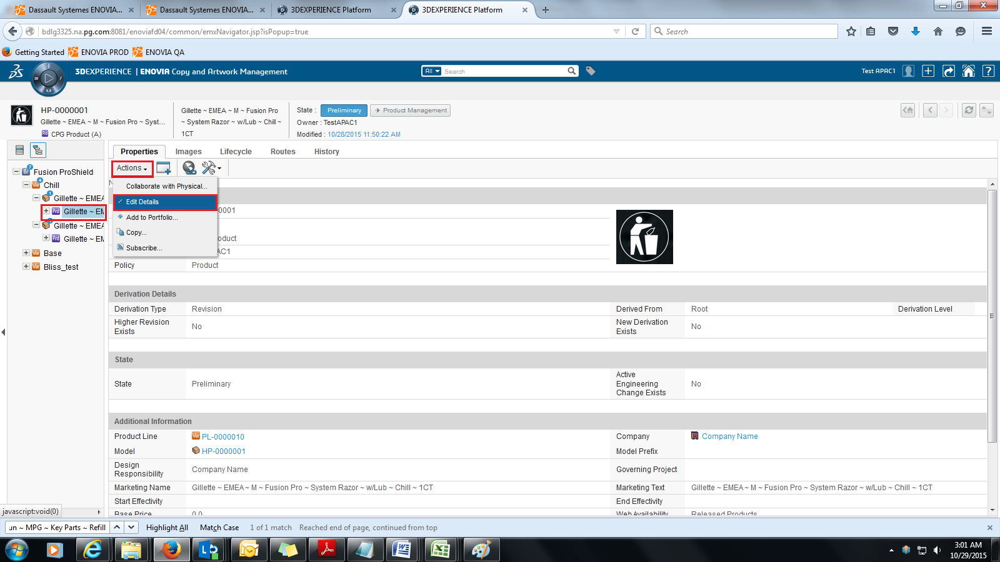 Dassault Systemes ENOVIA...
Dassault Systemes ENOVIA...
3DEXPERIENCE Platform
3DEXPERIENCE Platform
bdlg3325.na.pg.com:8081/enoviafd04/common/emxNavigator.jsp?isPopup=true
Search
Getting Started ENOVIA PROD ENOVIA QA
3DEXPERIENCE | ENOVIA Copy and Artwork Management
All Search
Test APAC1
HP-0000001
Gillette ~ EMEA ~ M ~ Fusion Pro ~ Syst...
CPG Product (A)
Gillette ~ EMEA ~ M ~ Fusion Pro
~ System Razor ~ w/Lub ~ Chill ~
1CT
State : Preliminary Product Management
Owner : TestAPAC1
Modified : 10/28/2015 11:50:22 AM
Properties Images Lifecycle Routes History
Actions
Fusion ProShield
Chill
Gillette ~ EMEA
Gillette ~ EM
Gillette ~ EMEA
Gillette ~ EM
Base
Bliss_test
Collaborate with Physical...
Edit Details
Add to Portfolio...
Copy...
Subscribe...
0001
oduct
AC1
Policy Product
Derivation Details
Derivation Type Revision Derived From Root Derivation Level
Higher Revision
Exists
No
New Derivation
Exists
No
State
State Preliminary
Active
Engineering
Change Exists
No
Additional Information
Product Line PL-0000010 Company Company Name
Model HP-0000001 Model Prefix
Design
Responsibility
Company Name Governing Project
Marketing Name Gillette ~ EMEA ~ M ~ Fusion Pro ~ System Razor ~ w/Lub ~ Chill ~ 1CT Marketing Text Gillette ~ EMEA ~ M ~ Fusion Pro ~ System Razor ~ w/Lub ~ Chill ~ 1CT
Start Effectivity End Effectivity
Base Price 0.0 Web Availability Released Products
javascript:void(0)
un ~ MPG ~ Key Parts ~ Refill Highlight All Match Case 1 of 1 match Reached end of page, continued from top
3:01 AM
10/29/2015